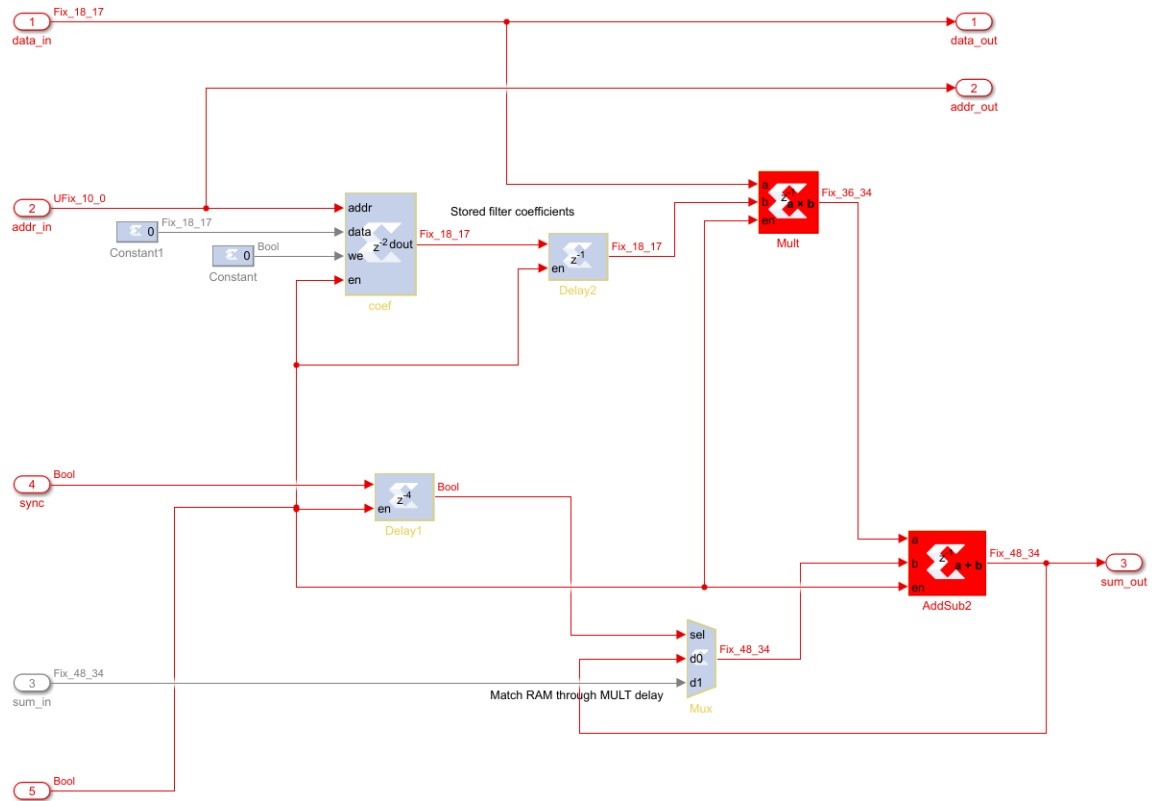 Fix_18_17
1
data_in
1
data_out
2
addr_out
UFix_10_0
2
addr_in
Fix_18_17
0
Constant1
Bool
0
Constant
addr
data
we
en
z-2
dout
coef
Fix_18_17
Stored filter coefficients
en
z-1
Delay2
Fix_18_17
a
b
en
z-1
a × b
Mult
Fix_36_34
Bool
4
sync
en
z-4
Delay1
Bool
a
b
en
z-1
a + b
AddSub2
Fix_48_34
3
sum_out
sel
d0
d1
Mux
Fix_48_34
Fix_48_34
3
sum_in
Match RAM through MULT delay
Bool
5